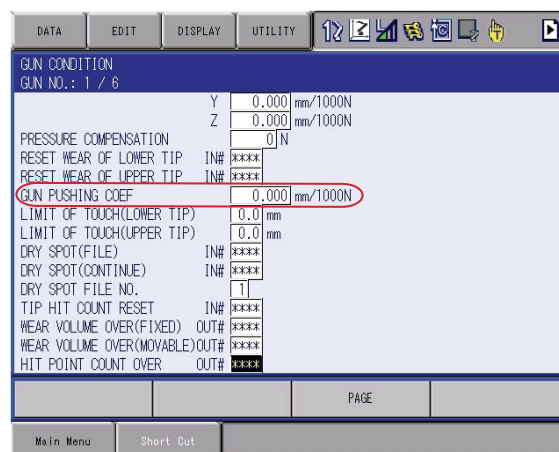 DATA EDIT DISPLAY UTILITY
GUN CONDITION
GUN NO.: 1 / 6
Y 0.000 mm/1000N
Z 0.000 mm/1000N
PRESSURE COMPENSATION 0 N
RESET WEAR OF LOWER TIP IN# ****
RESET WEAR OF UPPER TIP IN# ****
GUN PUSHING COEF 0.000 mm/1000N
LIMIT OF TOUCH(LOWER TIP) 0.0 mm
LIMIT OF TOUCH(UPPER TIP) 0.0 mm
DRY SPOT(FILE) IN# ****
DRY SPOT(CONTINUE) IN# ****
DRY SPOT FILE NO. 1
TIP HIT COUNT RESET IN# ****
WEAR VOLUME OVER(FIXED) OUT# ****
WEAR VOLUME OVER(MOVABLE)OUT# ****
HIT POINT COUNT OVER OUT# ****
PAGE
Main Menu Short Cut